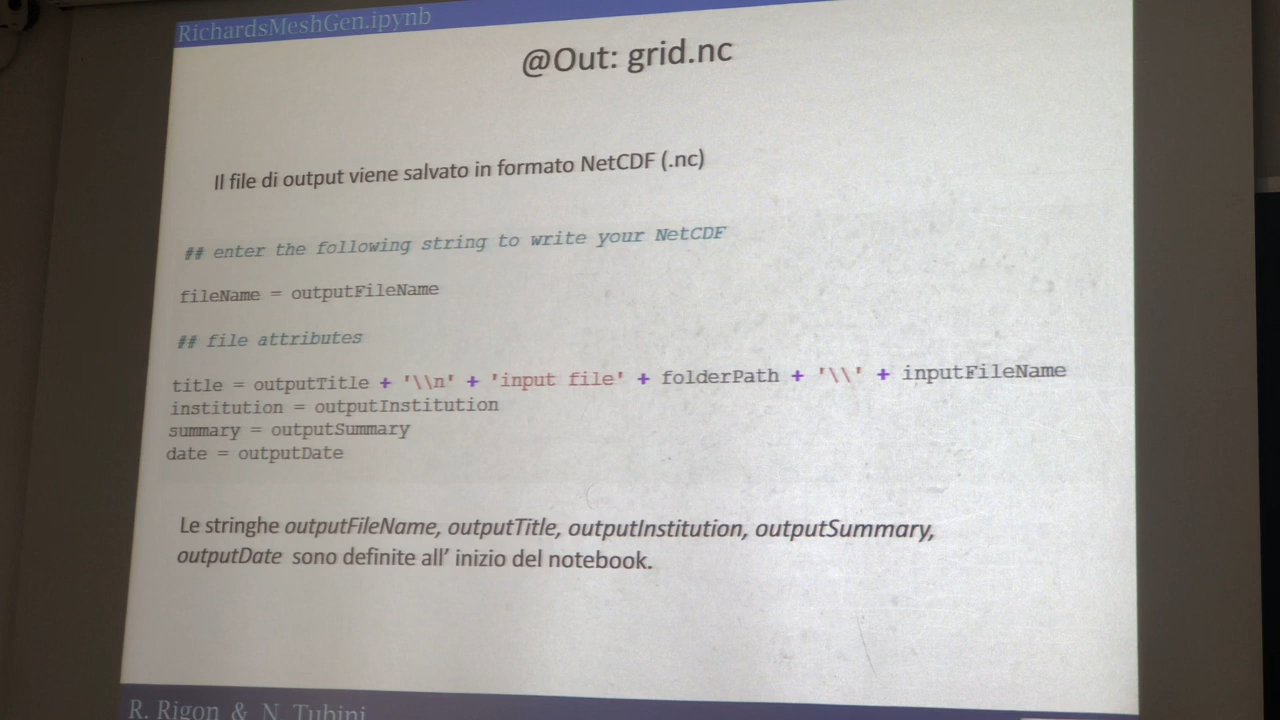 RichardsMeshGen.ipynb
@Out: grid.nc
Il file di output viene salvato in formato NetCDF (.nc)
## enter the following string to write your NetCDF
fileName = outputFileName
## file attributes
title = outputTitle + '\\n' + 'input file' + folderPath + '\\' + inputFileName
institution = outputInstitution
summary = outputSummary
date = outputDate
Le stringhe outputFileName, outputTitle, outputInstitution, outputSummary,
outputDate sono definite all' inizio del notebook.
R. Rigon & N. Tubini